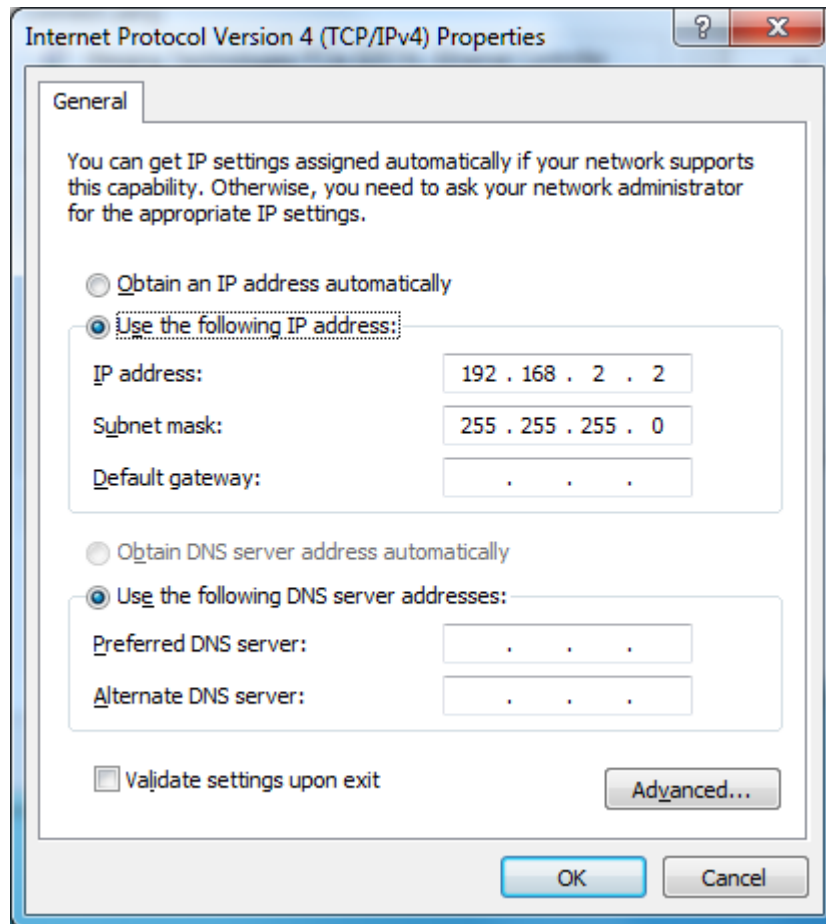 Internet Protocol Version 4 (TCP/IPv4) Properties
General
You can get IP settings assigned automatically if your network supports
this capability. Otherwise, you need to ask your network administrator
for the appropriate IP settings.
Obtain an IP address automatically
Use the following IP address:
IP address: 192 . 168 . 2 . 2
Subnet mask: 255 . 255 . 255 . 0
Default gateway: . . .
Obtain DNS server address automatically
Use the following DNS server addresses:
Preferred DNS server: . . .
Alternate DNS server: . . .
Validate settings upon exit
Advanced...
OK Cancel